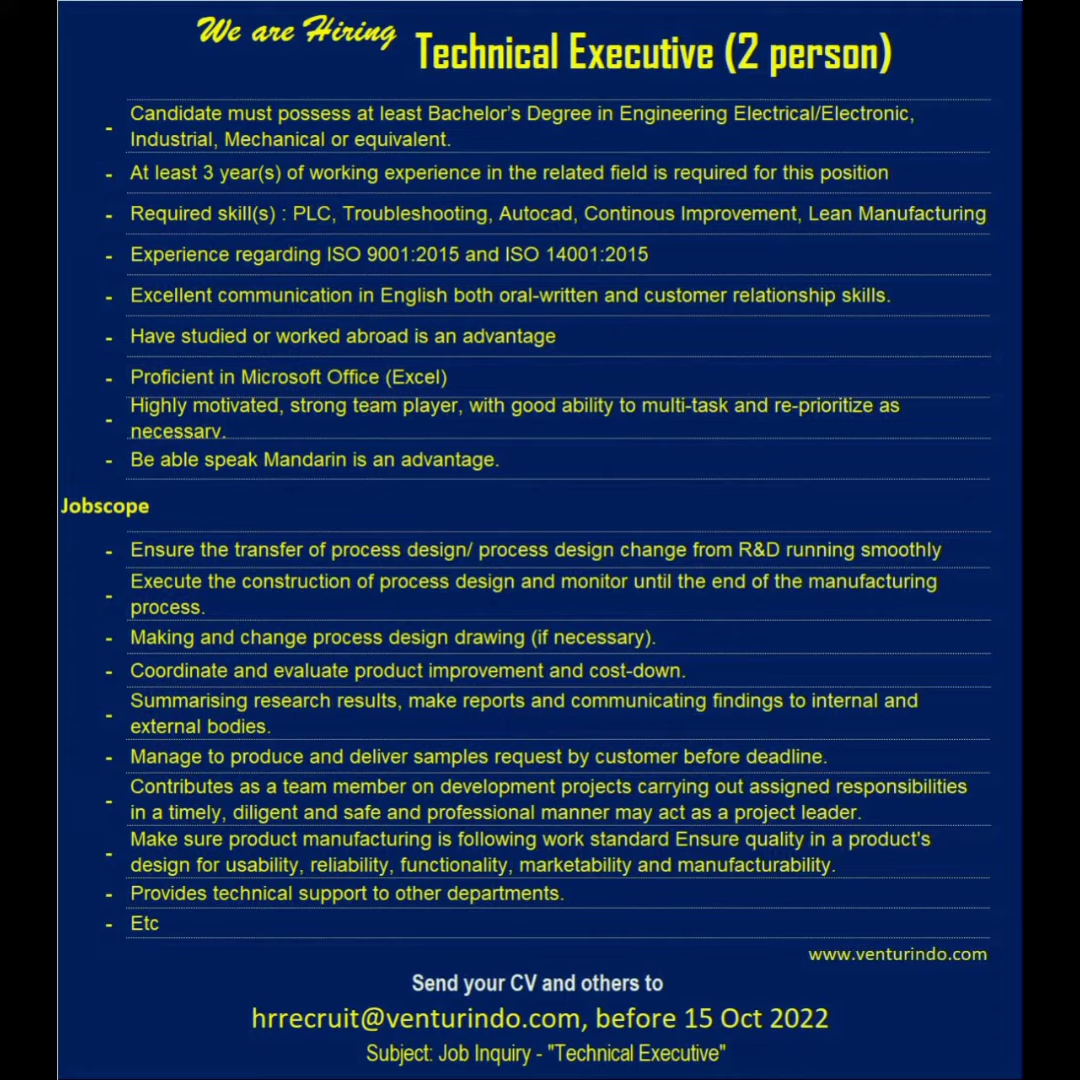 We are Hiring Technical Executive (2 person)
- Candidate must possess at least Bachelor's Degree in Engineering Electrical/Electronic,
Industrial, Mechanical or equivalent.
- At least 3 year(s) of working experience in the related field is required for this position
- Required skill(s) : PLC, Troubleshooting, Autocad, Continous Improvement, Lean Manufacturing
- Experience regarding ISO 9001:2015 and ISO 14001:2015
- Excellent communication in English both oral-written and customer relationship skills.
- Have studied or worked abroad is an advantage
- Proficient in Microsoft Office (Excel)
- Highly motivated, strong team player, with good ability to multi-task and re-prioritize as
necessary.
- Be able speak Mandarin is an advantage.
Jobscope
- Ensure the transfer of process design/ process design change from R&D running smoothly
- Execute the construction of process design and monitor until the end of the manufacturing
process.
- Making and change process design drawing (if necessary).
- Coordinate and evaluate product improvement and cost-down.
- Summarising research results, make reports and communicating findings to internal and
external bodies.
- Manage to produce and deliver samples request by customer before deadline.
- Contributes as a team member on development projects carrying out assigned responsibilities
in a timely, diligent and safe and professional manner may act as a project leader.
- Make sure product manufacturing is following work standard Ensure quality in a product's
design for usability, reliability, functionality, marketability and manufacturability.
- Provides technical support to other departments.
- Etc
www.venturindo.com
Send your CV and others to
hrrecruit@venturindo.com, before 15 Oct 2022
Subject: Job Inquiry - "Technical Executive"